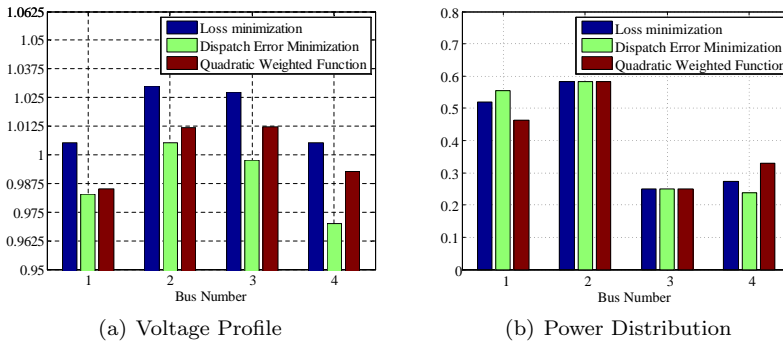 1.0625
1.05
1.0375
1.025
1.0125
1
0.9875
0.975
0.9625
0.95
Loss minimization
Dispatch Error Minimization
Quadratic Weighted Function
1 2 3 4
Bus Number
(a) Voltage Profile
0.8
0.7
0.6
0.5
0.4
0.3
0.2
0.1
0
Loss minimization
Dispatch Error Minimization
Quadratic Weighted Function
1 2 3 4
Bus Number
(b) Power Distribution